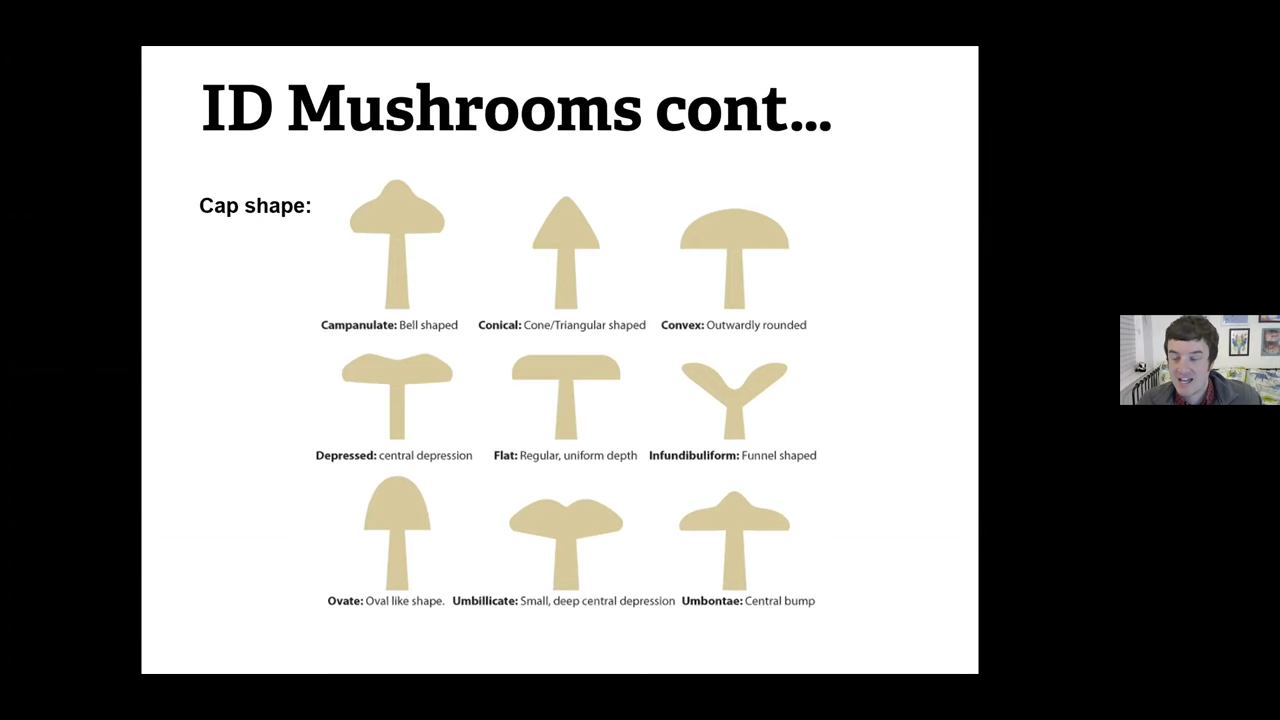 ID Mushrooms cont...
Cap shape:
Campanulate: Bell shaped
Conical: Cone/Triangular shaped
Convex: Outwardly rounded
Depressed: central depression
Flat: Regular, uniform depth
Infundibuliform: Funnel shaped
Ovate: Oval like shape.
Umbillicate: Small, deep central depression
Umbontae: Central bump